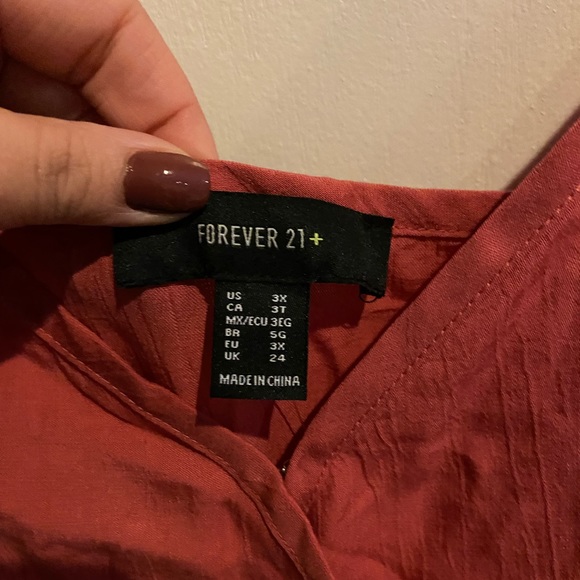 FOREVER 21+
US 3X
CA 3T
MX/ECU 3EG
BR 5G
EU 3X
UK 24
MADE IN CHINA